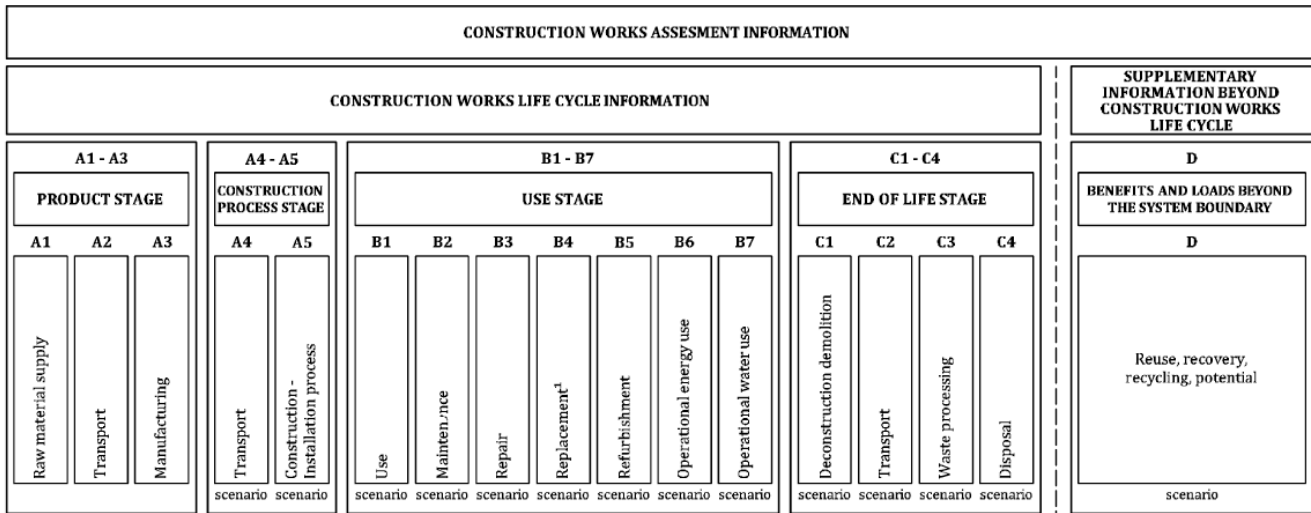 CONSTRUCTION WORKS ASSESMENT INFORMATION
CONSTRUCTION WORKS LIFE CYCLE INFORMATION
SUPPLEMENTARY
INFORMATION BEYOND
CONSTRUCTION WORKS
LIFE CYCLE
A1 - A3
PRODUCT STAGE
A1
A2
A3
Raw material supply
Transport
Manufacturing
A4 - A5
CONSTRUCTION
PROCESS STAGE
A4
A5
Transport
Construction -
Installation process
scenario
scenario
B1 - B7
USE STAGE
B1
B2
B3
B4
B5
B6
B7
Use
Maintenance
Repair
Replacement¹
Refurbishment
Operational energy use
Operational water use
scenario
scenario
scenario
scenario
scenario
scenario
scenario
C1 - C4
END OF LIFE STAGE
C1
C2
C3
C4
Deconstruction demolition
Transport
Waste processing
Disposal
scenario
scenario
scenario
scenario
D
BENEFITS AND LOADS BEYOND
THE SYSTEM BOUNDARY
D
Reuse, recovery,
recycling, potential
scenario